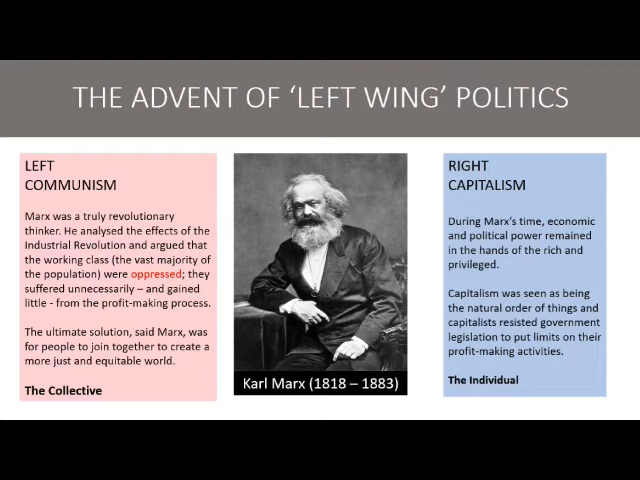 THE ADVENT OF ‘LEFT WING’ POLITICS
LEFT
COMMUNISM
Marx was a truly revolutionary
thinker. He analysed the effects of the
Industrial Revolution and argued that
the working class (the vast majority of
the population) were oppressed; they
suffered unnecessarily – and gained
little - from the profit-making process.
The ultimate solution, said Marx, was
for people to join together to create a
more just and equitable world.
The Collective
Karl Marx (1818 – 1883)
RIGHT
CAPITALISM
During Marx's time, economic
and political power remained
in the hands of the rich and
privileged.
Capitalism was seen as being
the natural order of things and
capitalists resisted government
legislation to put limits on their
profit-making activities.
The Individual